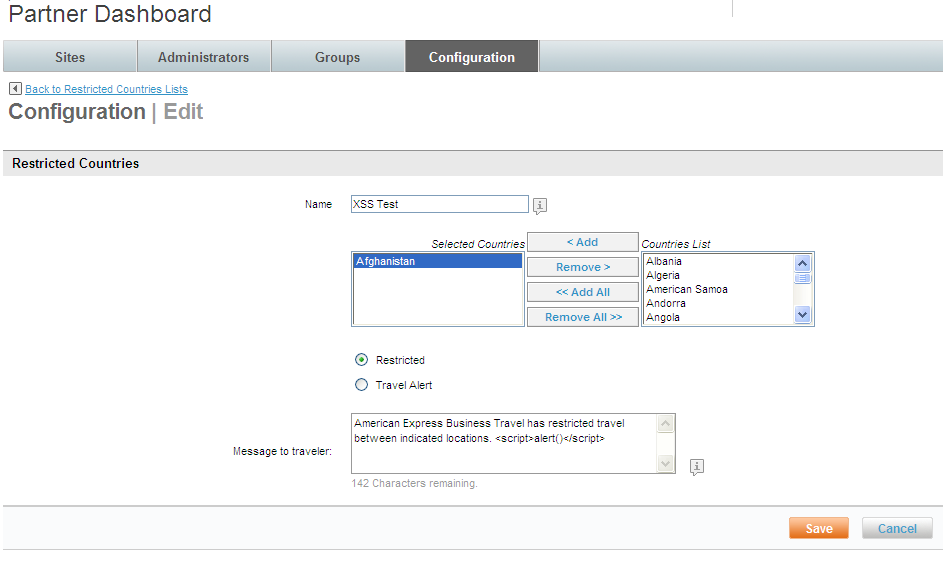 Partner Dashboard
Sites Administrators Groups Configuration
Back to Restricted Countries Lists
Configuration | Edit
Restricted Countries
Name XSS Test
Selected Countries < Add Countries List
Afghanistan
Remove >
<< Add All
Remove All >>
Albania
Algeria
American Samoa
Andorra
Angola
Restricted
Travel Alert
Message to traveler:
American Express Business Travel has restricted travel
between indicated locations. <script>alert()</script>
142 Characters remaining.
Save Cancel